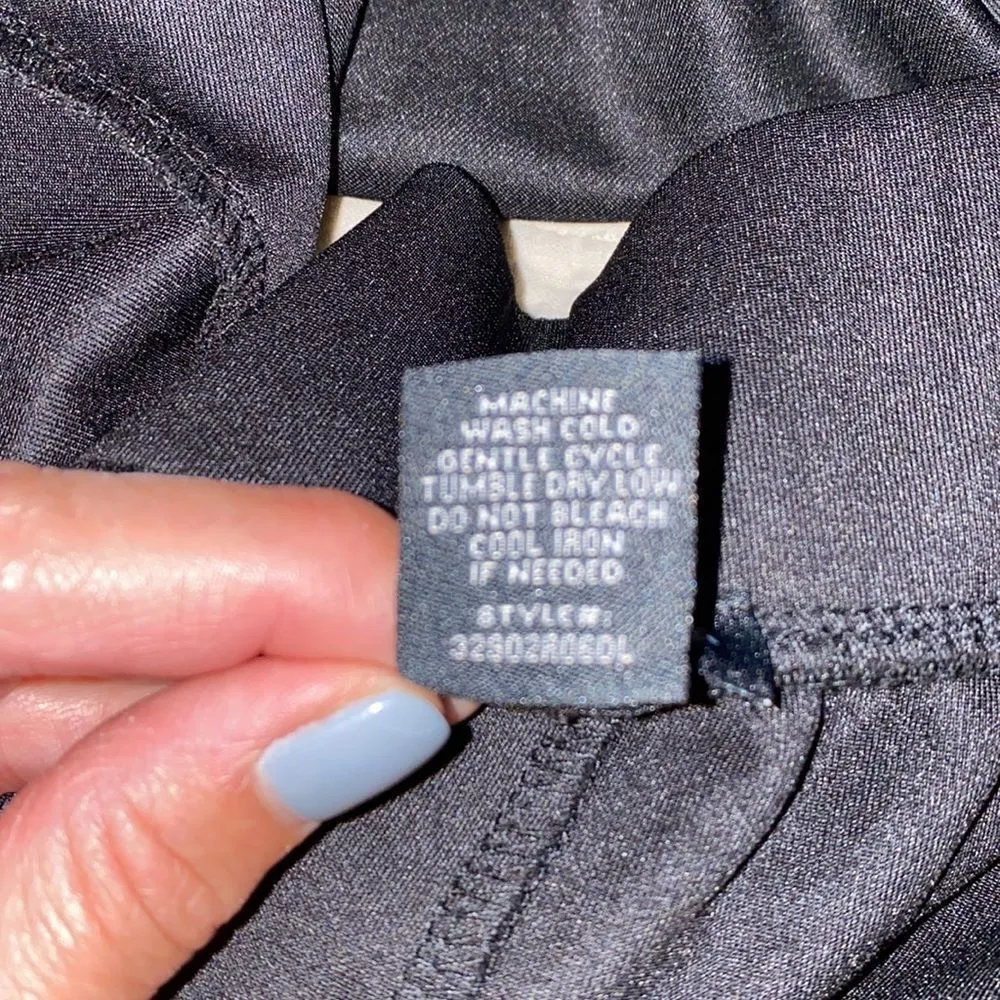 MACHINE
WASH COLD
GENTLE CYCLE
TUMBLE DRY LOW
DO NOT BLEACH
COOL IRON
IF NEEDED
STYLE#: